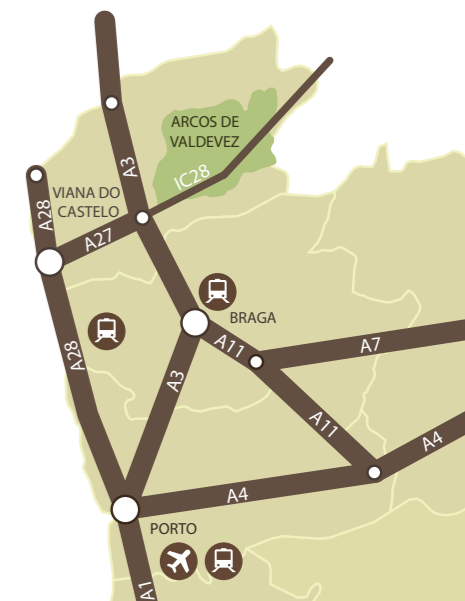 ARCOS DE
VALDEVEZ
A3
IC28
VIANA DO
CASTELO
A28
A27
BRAGA
A11
A7
A28
A3
A11
A4
A4
PORTO
A1